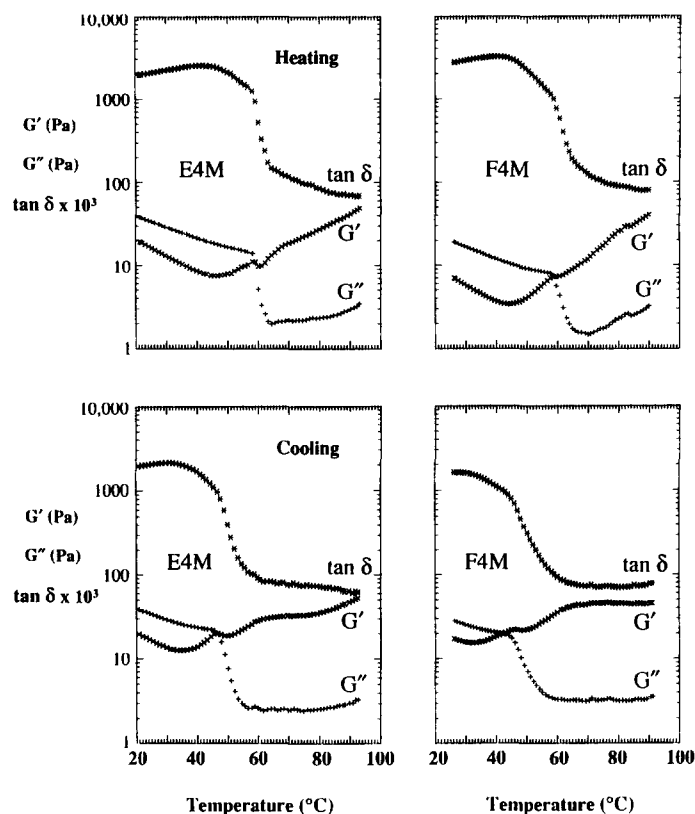 10,000
1000
100
10
1
G′ (Pa)
G″ (Pa)
tan δ x 10³
Heating
E4M
tan δ
G′
G″
F4M
tan δ
G′
G″
10,000
1000
100
10
1
G′ (Pa)
G″ (Pa)
tan δ x 10³
Cooling
E4M
tan δ
G′
G″
20 40 60 80 100
Temperature (°C)
F4M
tan δ
G′
G″
20 40 60 80 100
Temperature (°C)